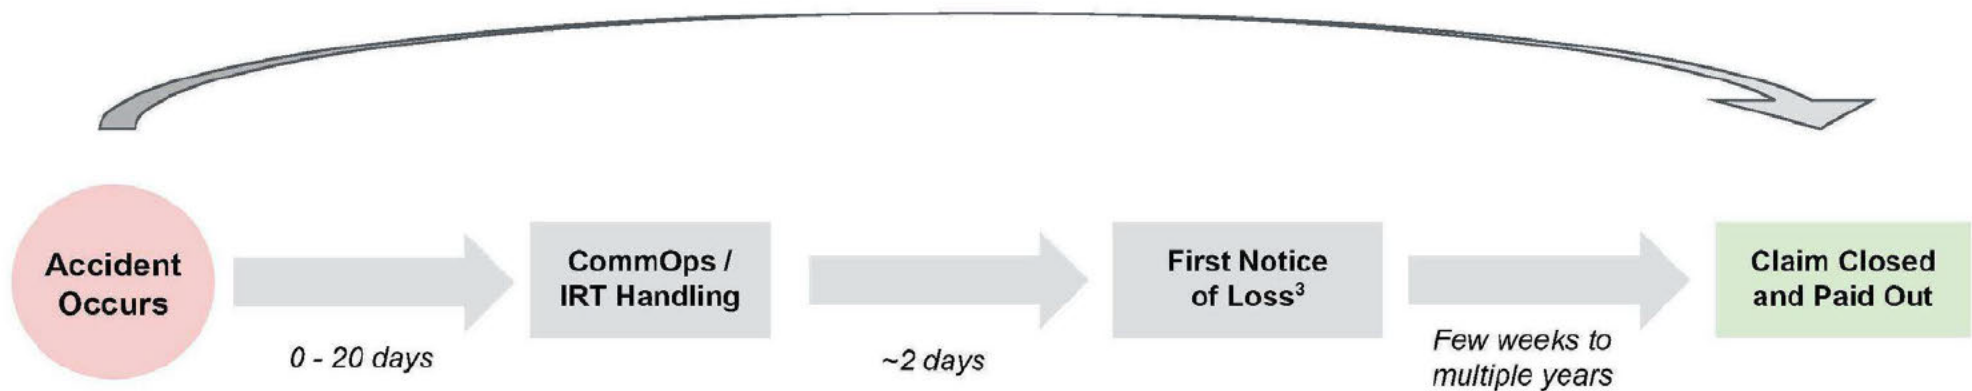 Accident
Occurs
0 - 20 days
CommOps /
IRT Handling
~2 days
First Notice
of Loss³
Few weeks to
multiple years
Claim Closed
and Paid Out